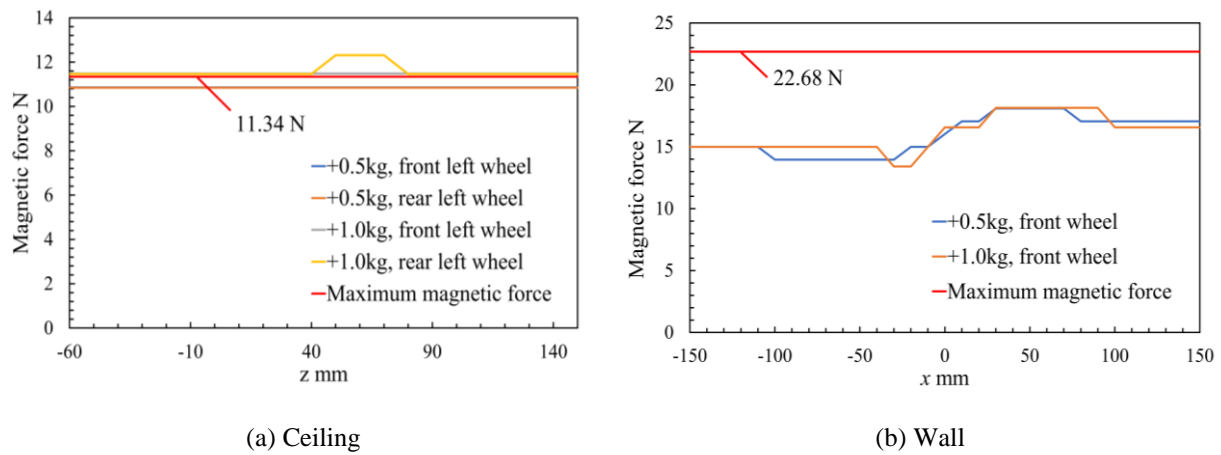 14
12
10
8
6
4
2
0
Magnetic force N
11.34 N
+0.5kg, front left wheel
+0.5kg, rear left wheel
+1.0kg, front left wheel
+1.0kg, rear left wheel
Maximum magnetic force
-60 -10 40 90 140
z mm
(a) Ceiling
25
20
15
10
5
0
Magnetic force N
22.68 N
+0.5kg, front wheel
+1.0kg, front wheel
Maximum magnetic force
-150 -100 -50 0 50 100 150
x mm
(b) Wall